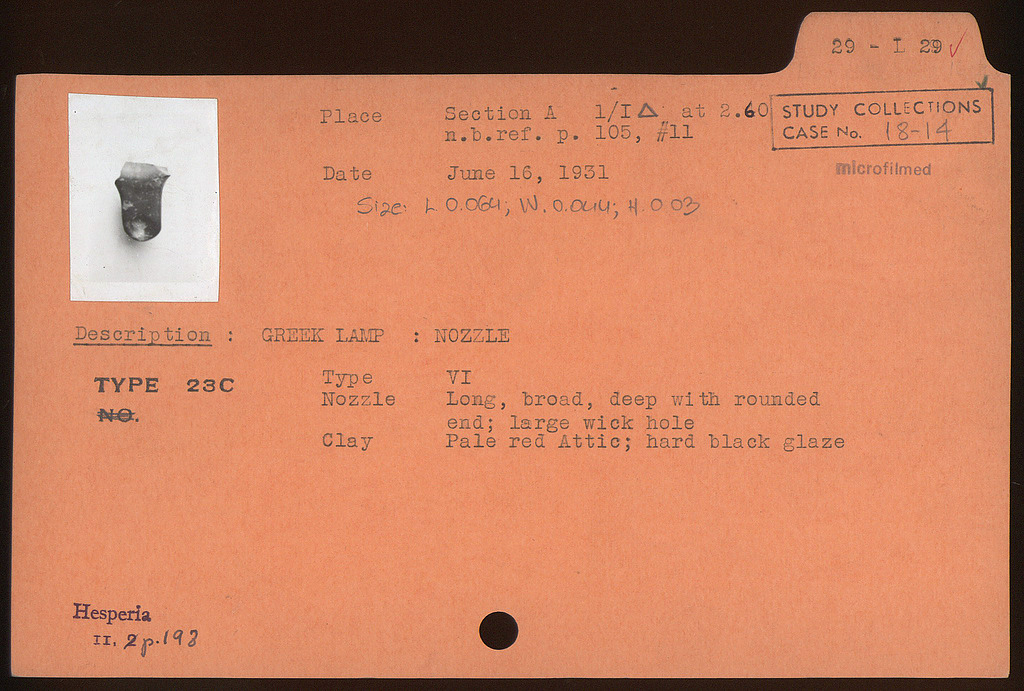 29 - L 29 ✓
Place Section A 1/I Δ at 2.60
n.b.ref. p. 105, #11
STUDY COLLECTIONS
CASE No. 18-14
microfilmed
Date June 16, 1931
Size: L 0.064; W. 0.044; H. 0.03
Description : GREEK LAMP : NOZZLE
TYPE 23C
NO.
Type VI
Nozzle Long, broad, deep with rounded
end; large wick hole
Clay Pale red Attic; hard black glaze
Hesperia
II. 2 p. 198